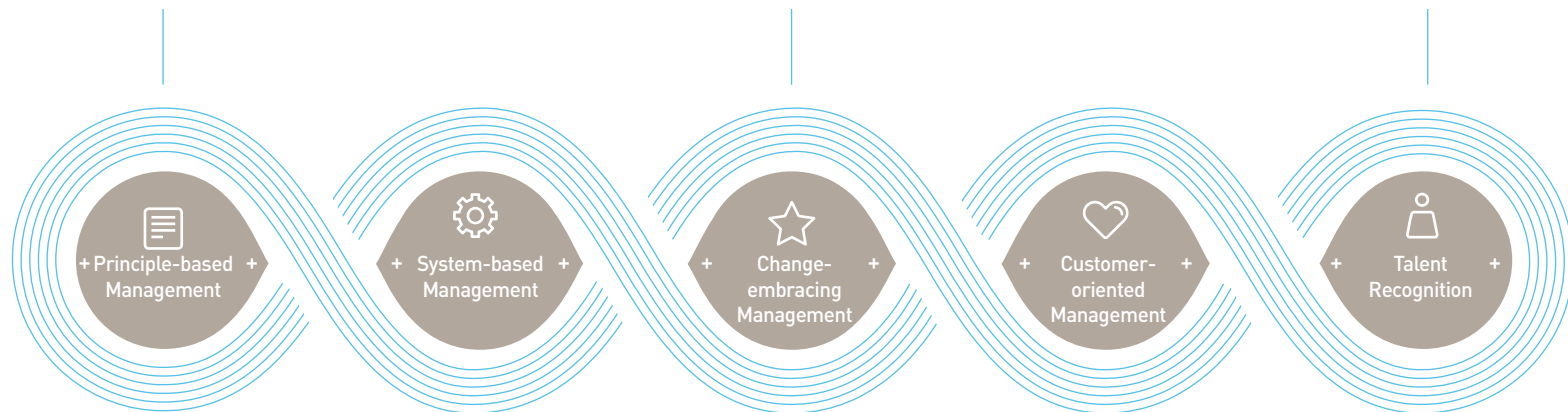 + Principle-based +
Management
+ System-based +
Management
+ Change- +
embracing
Management
+ Customer- +
oriented
Management
+ Talent +
Recognition